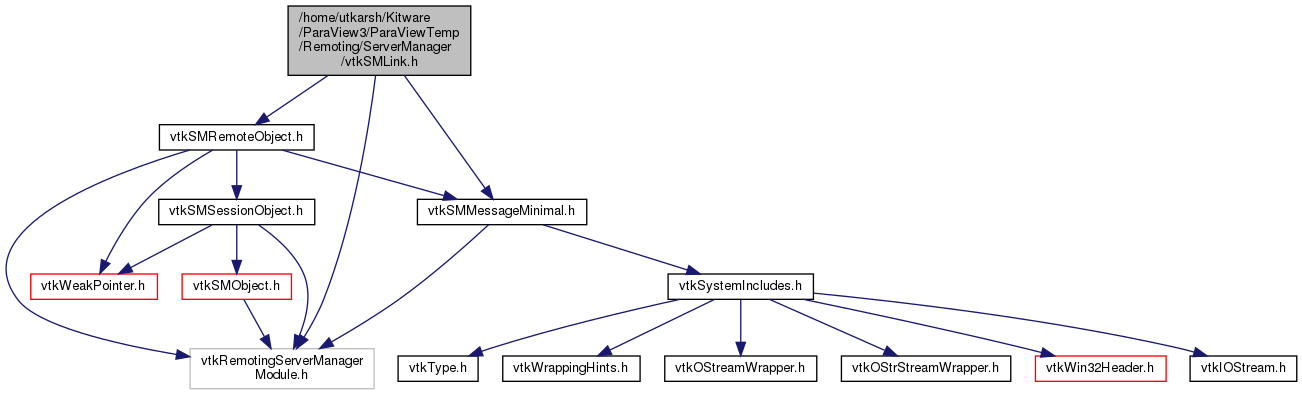 /home/utkarsh/Kitware
/ParaView3/ParaViewTemp
/Remoting/ServerManager
/vtkSMLink.h
vtkSMRemoteObject.h
vtkSMSessionObject.h
vtkSMMessageMinimal.h
vtkWeakPointer.h
vtkSMObject.h
vtkSystemIncludes.h
vtkRemotingServerManager
Module.h
vtkType.h
vtkWrappingHints.h
vtkOStreamWrapper.h
vtkOStrStreamWrapper.h
vtkWin32Header.h
vtkIOStream.h